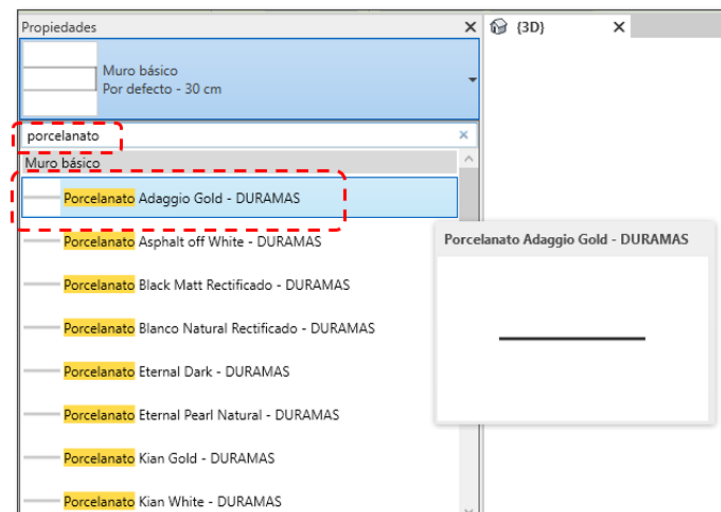 Propiedades
{3D}
Muro básico
Por defecto - 30 cm
porcelanato
Muro básico
Porcelanato Adaggio Gold - DURAMAS
Porcelanato Asphalt off White - DURAMAS
Porcelanato Adaggio Gold - DURAMAS
Porcelanato Black Matt Rectificado - DURAMAS
Porcelanato Blanco Natural Rectificado - DURAMAS
Porcelanato Eternal Dark - DURAMAS
Porcelanato Eternal Pearl Natural - DURAMAS
Porcelanato Kian Gold - DURAMAS
Porcelanato Kian White - DURAMAS